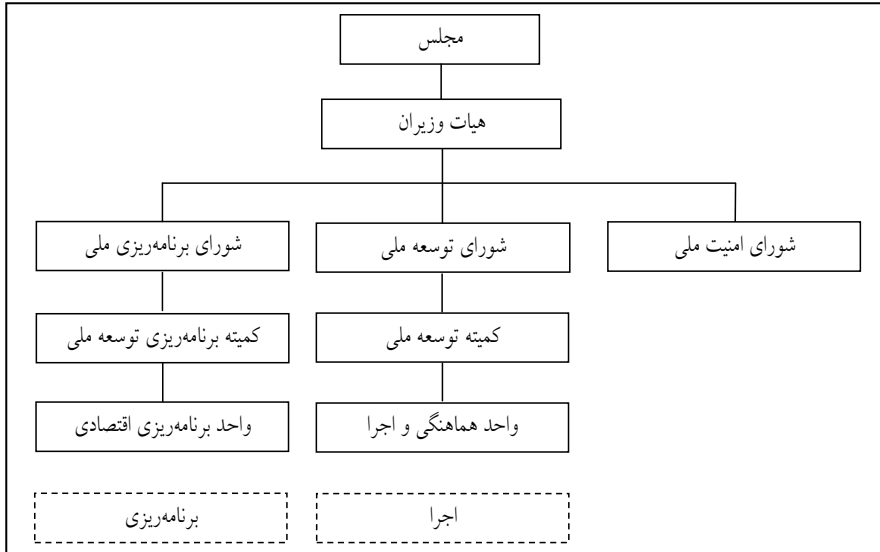 مجلس
هیات وزیران
شورای امنیت ملی
شورای توسعه ملی
شورای برنامه‌ریزی ملی
کمیته توسعه ملی
کمیته برنامه‌ریزی توسعه ملی
واحد هماهنگی و اجرا
واحد برنامه‌ریزی اقتصادی
اجرا
برنامه‌ریزی